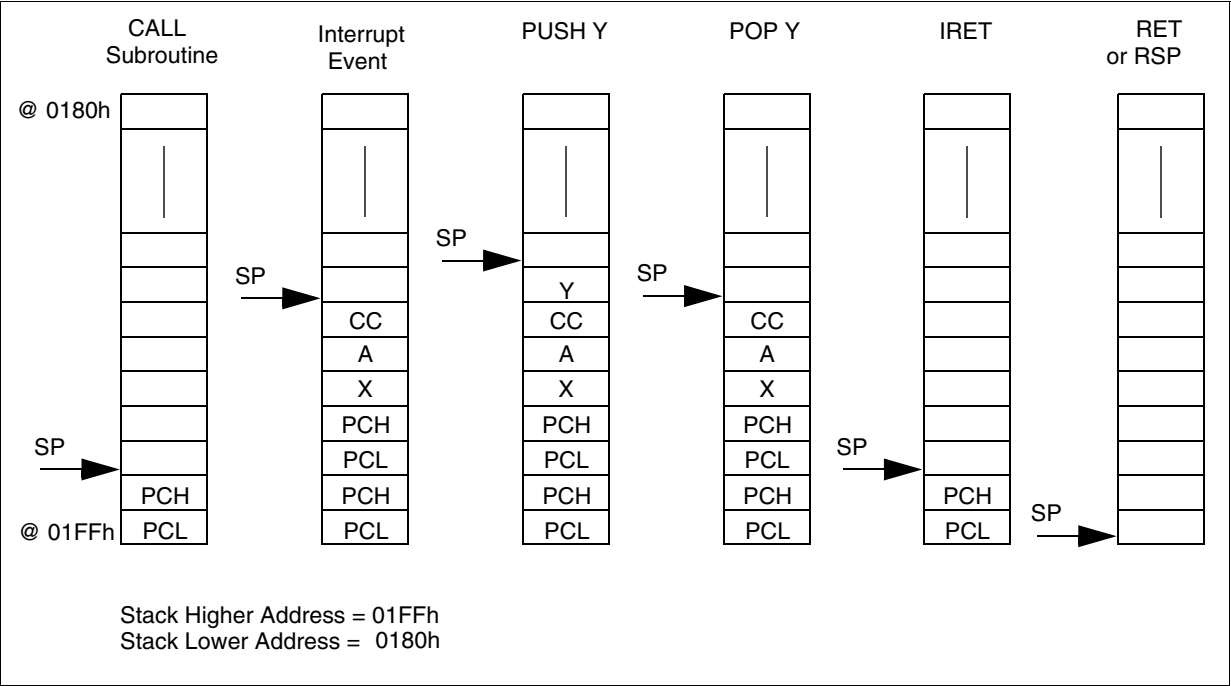 CALL
Subroutine
Interrupt
Event
PUSH Y
POP Y
IRET
RET
or RSP
@ 0180h
SP
PCH
@ 01FFh
PCL
SP
CC
A
X
PCH
PCL
PCH
PCL
SP
Y
CC
A
X
PCH
PCL
PCH
PCL
SP
CC
A
X
PCH
PCL
PCH
PCL
SP
PCH
PCL
SP
Stack Higher Address = 01FFh
Stack Lower Address = 0180h